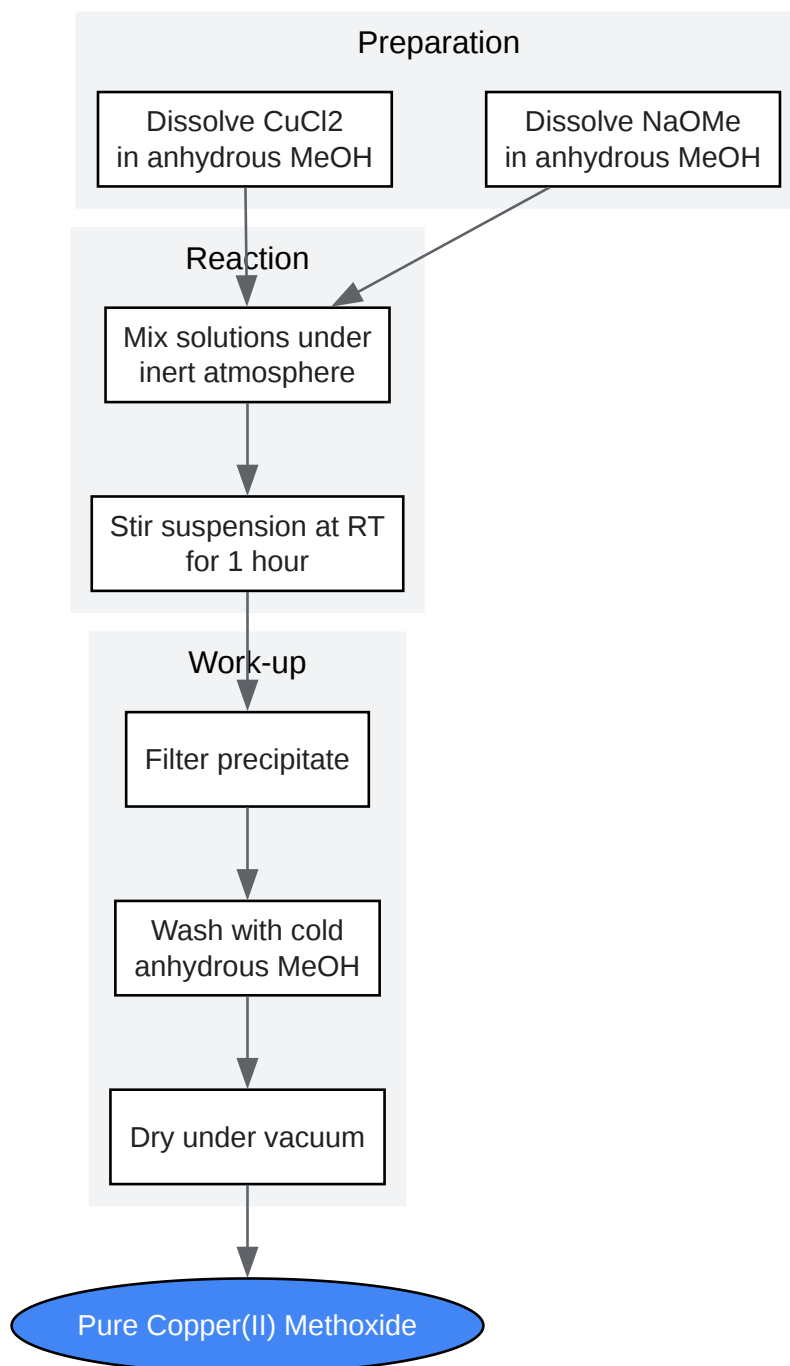 Preparation
Dissolve CuCl2
in anhydrous MeOH
Dissolve NaOMe
in anhydrous MeOH
Reaction
Mix solutions under
inert atmosphere
Stir suspension at RT
for 1 hour
Work-up
Filter precipitate
Wash with cold
anhydrous MeOH
Dry under vacuum
Pure Copper(II) Methoxide